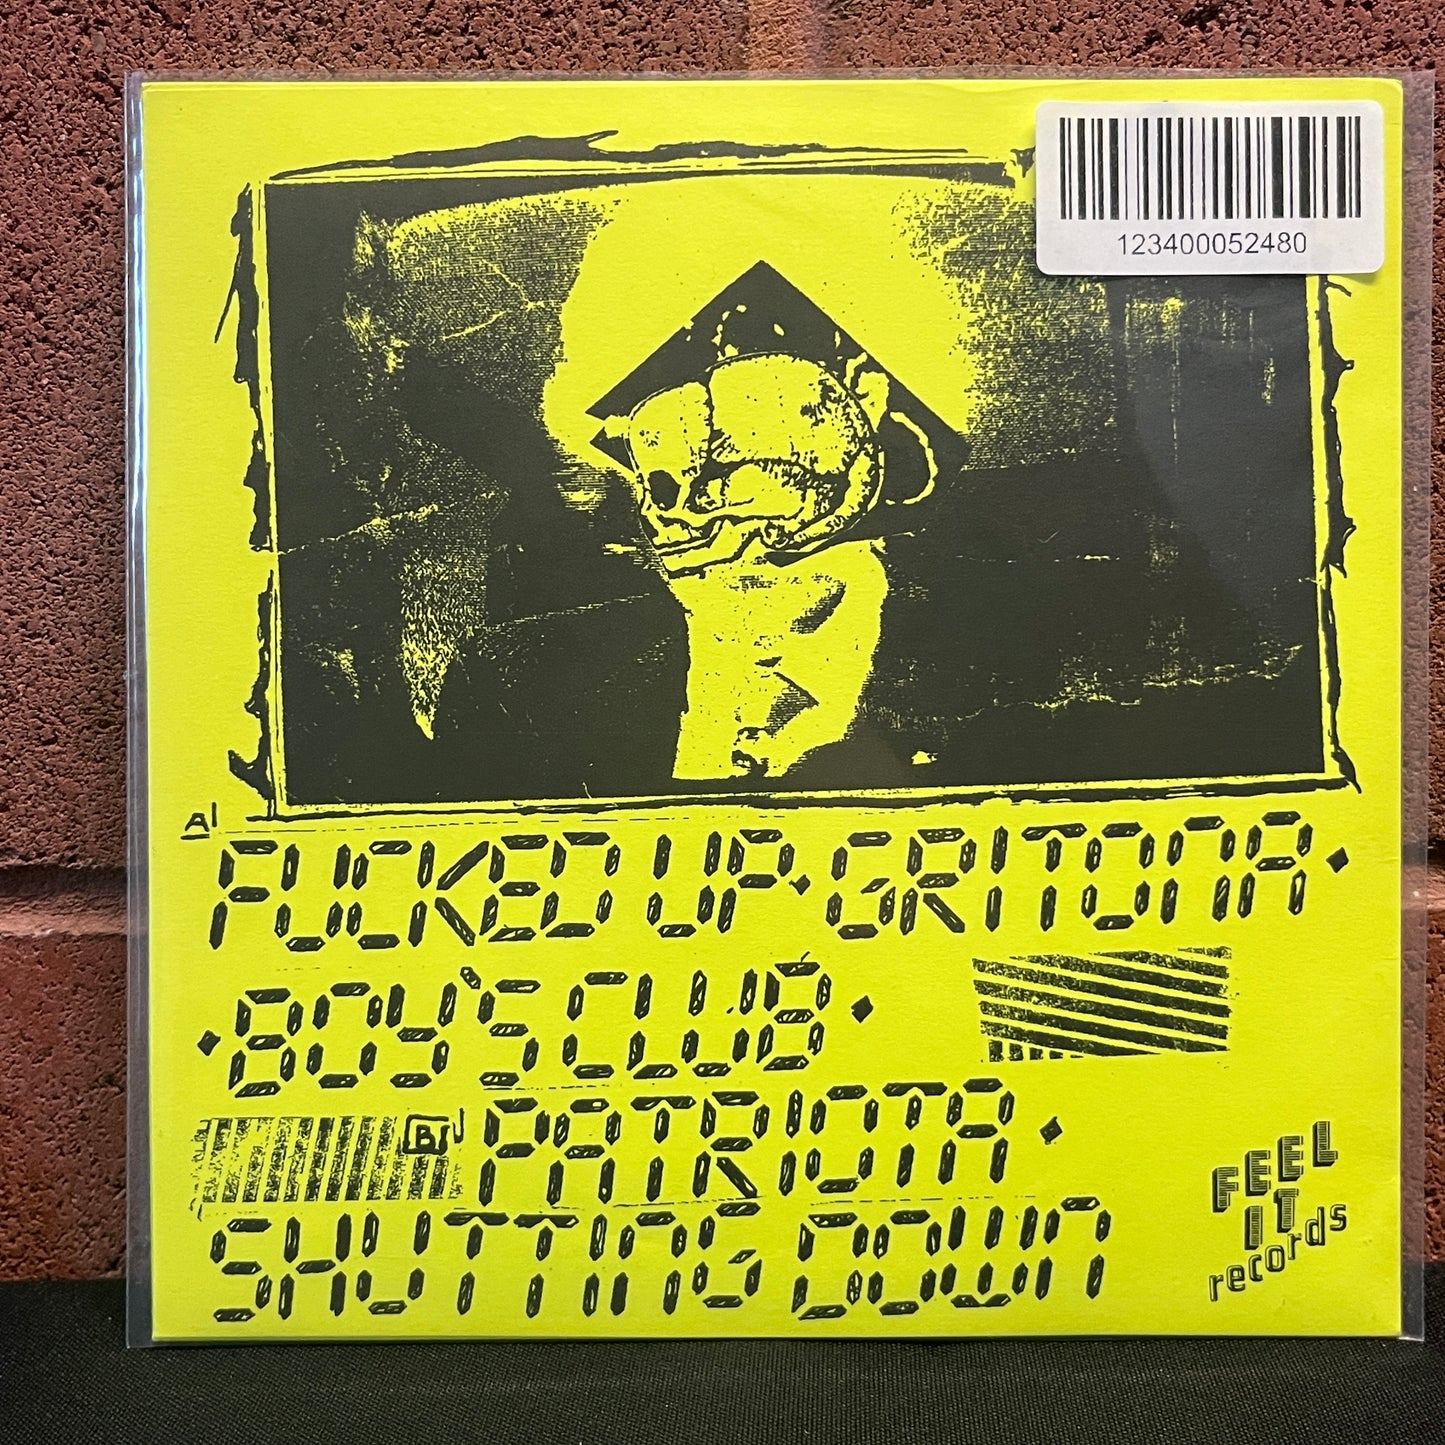 123400052480
A
FUCKED UP • GRITONA •
• BOY'S CLUB •
B PATRIOTA •
SHUTTING DOWN
FEEL
IT
records